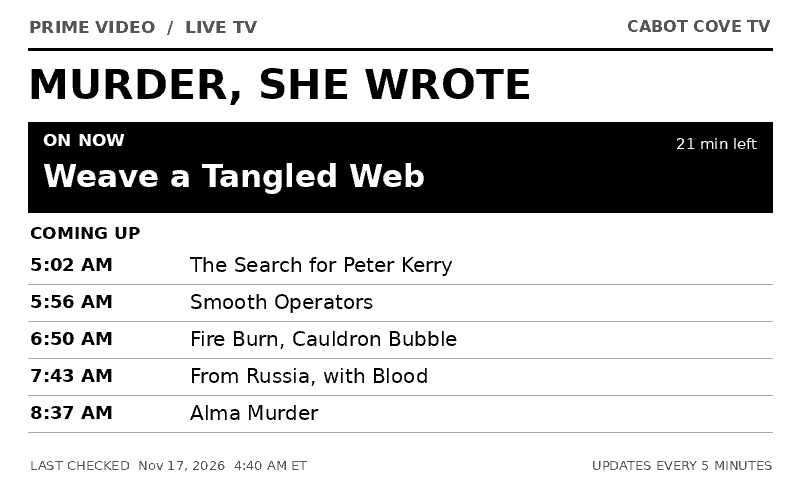 PRIME VIDEO / LIVE TV CABOT COVE TV
MURDER, SHE WROTE
ON NOW 21 min left
Weave a Tangled Web
COMING UP
5:02 AM The Search for Peter Kerry
5:56 AM Smooth Operators
6:50 AM Fire Burn, Cauldron Bubble
7:43 AM From Russia, with Blood
8:37 AM Alma Murder
LAST CHECKED Nov 17, 2026 4:40 AM ET UPDATES EVERY 5 MINUTES